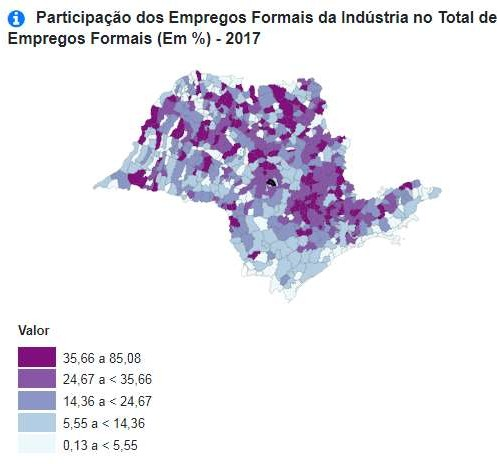 Participação dos Empregos Formais da Indústria no Total de
Empregos Formais (Em %) - 2017
Valor
35,66 a 85,08
24,67 a < 35,66
14,36 a < 24,67
5,55 a < 14,36
0,13 a < 5,55